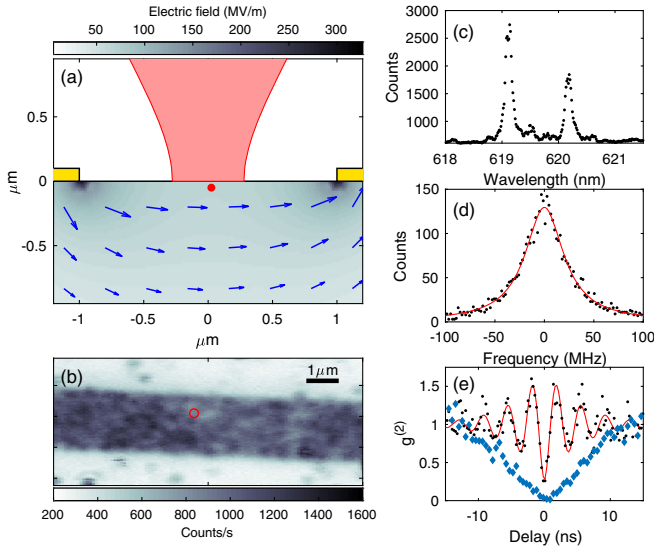 Electric field (MV/m)
50 100 150 200 250 300
(a)
0.5
0
-0.5
μm
-1 -0.5 0 0.5 1
μm
(b)
1μm
200 400 600 800 1000 1200 1400 1600
Counts/s
(c)
3000
2500
2000
1500
1000
Counts
618 619 620 621
Wavelength (nm)
(d)
150
100
50
0
Counts
-100 -50 0 50 100
Frequency (MHz)
(e)
1.5
1
0.5
0
g(2)
-10 0 10
Delay (ns)